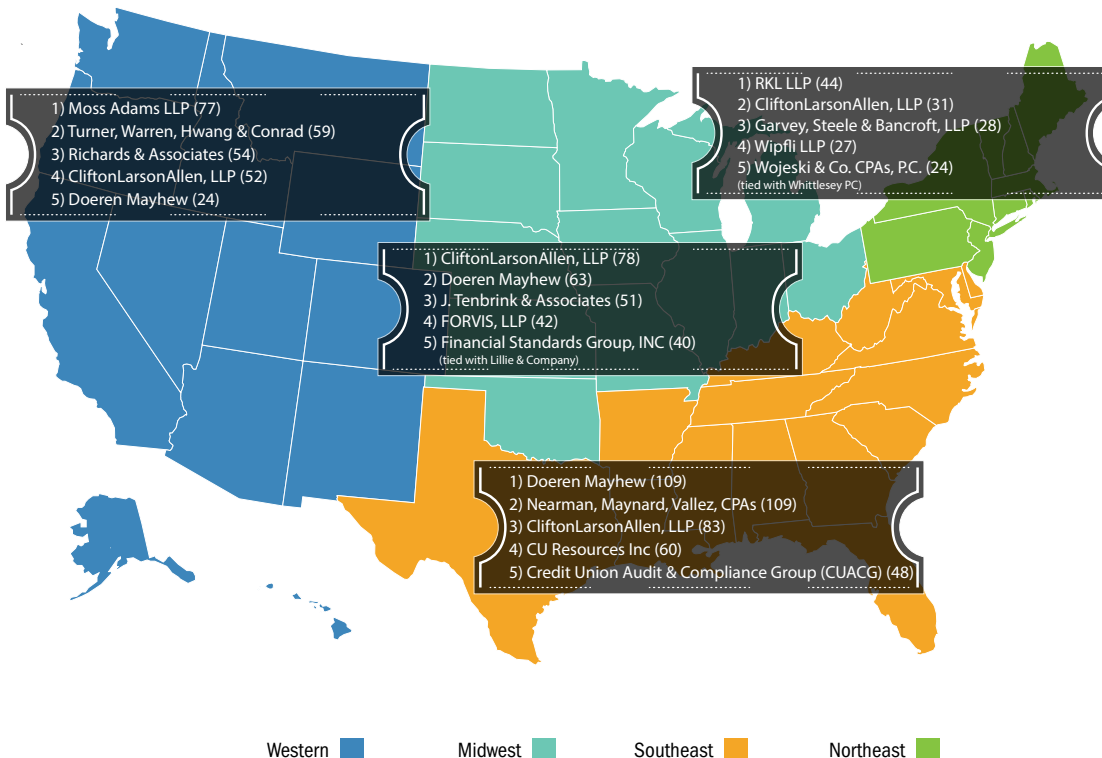 1) Moss Adams LLP (77)
2) Turner, Warren, Hwang & Conrad (59)
3) Richards & Associates (54)
4) CliftonLarsonAllen, LLP (52)
5) Doeren Mayhew (24)
1) RKL LLP (44)
2) CliftonLarsonAllen, LLP (31)
3) Garvey, Steele & Bancroft, LLP (28)
4) Wipfli LLP (27)
5) Wojeski & Co. CPAs, P.C. (24)
(tied with Whittlesey PC)
1) CliftonLarsonAllen, LLP (78)
2) Doeren Mayhew (63)
3) J. Tenbrink & Associates (51)
4) FORVIS, LLP (42)
5) Financial Standards Group, INC (40)
(tied with Lillie & Company)
1) Doeren Mayhew (109)
2) Nearman, Maynard, Vallez, CPAs (109)
3) CliftonLarsonAllen, LLP (83)
4) CU Resources Inc (60)
5) Credit Union Audit & Compliance Group (CUACG) (48)
Western
Midwest
Southeast
Northeast